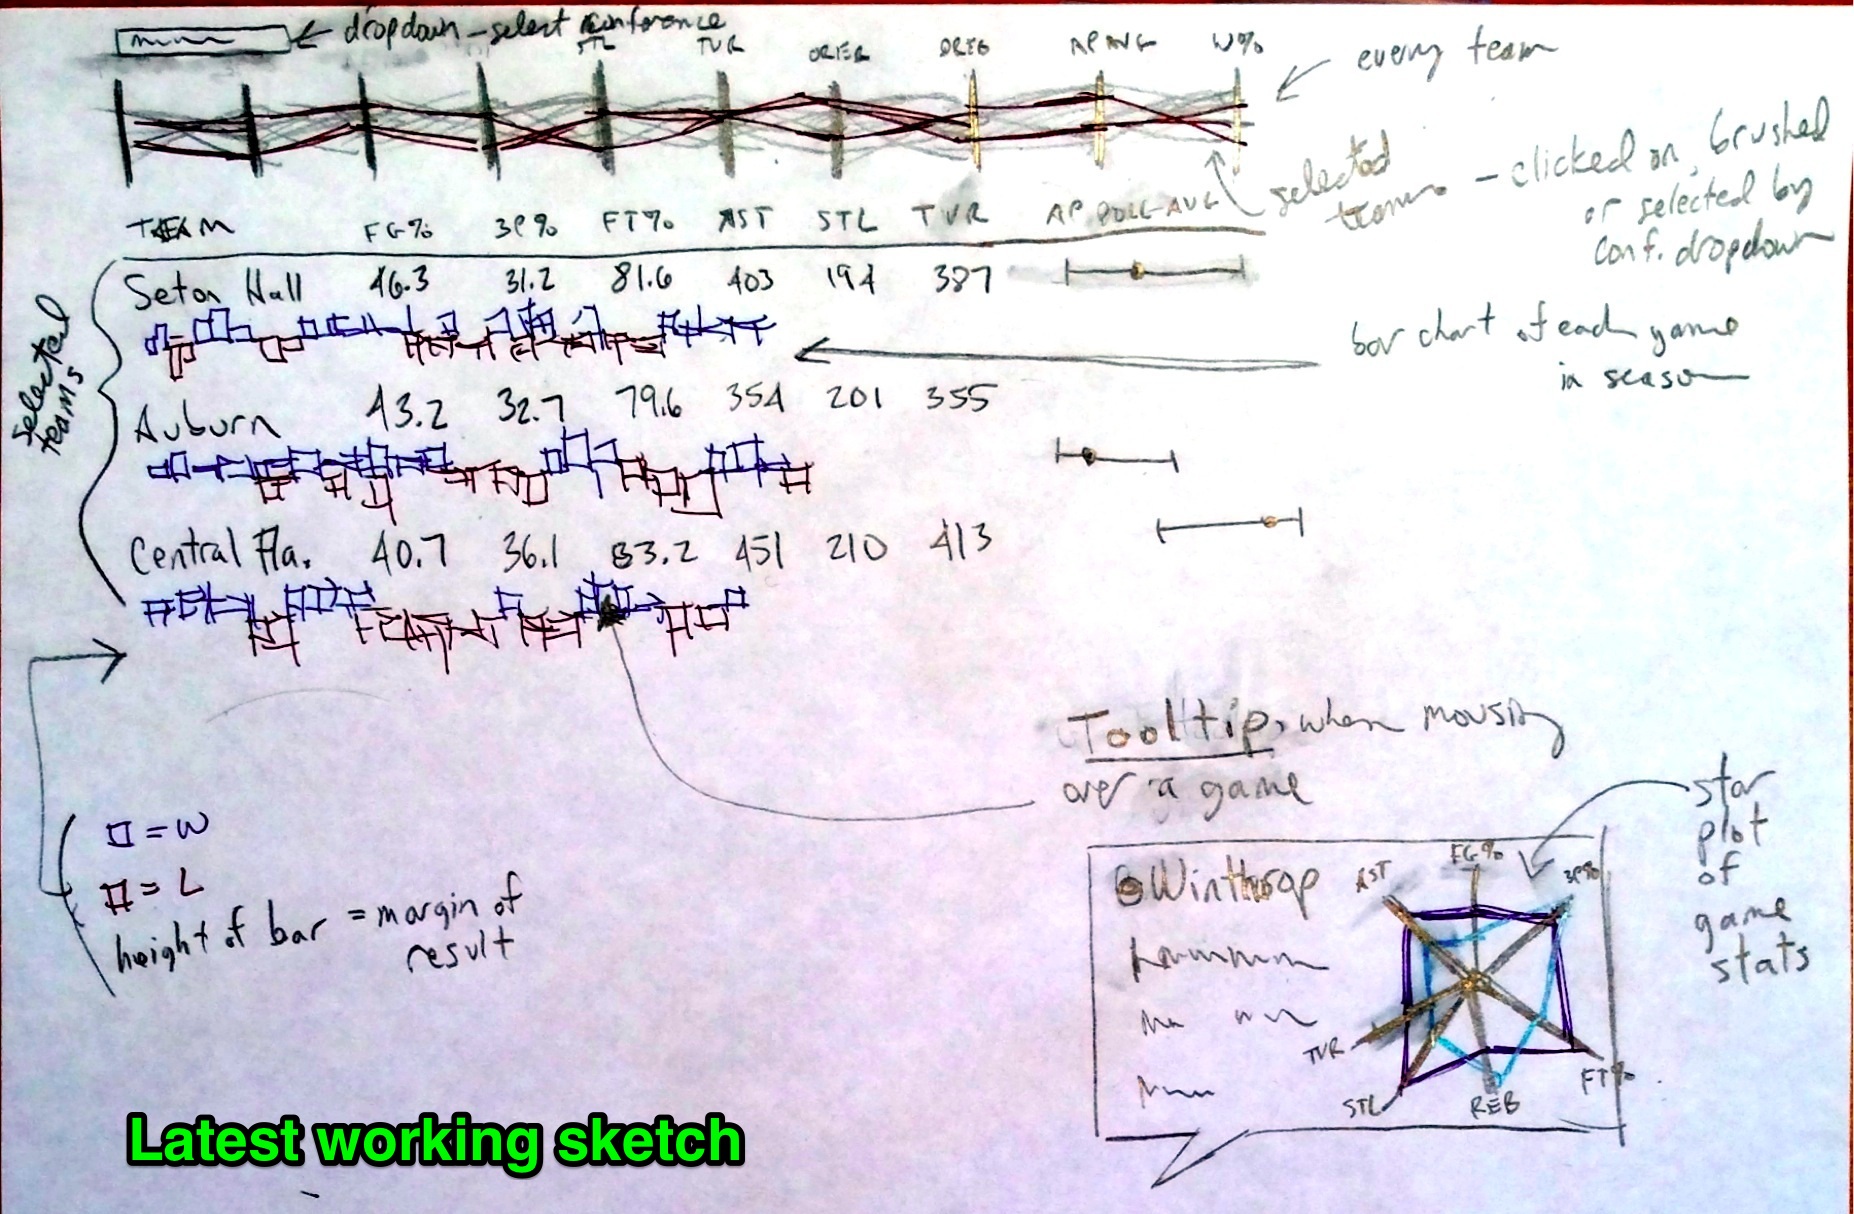 dropdown - select conference
STL TVR OREB DREB AP AVG W%
every team
selected teams - clicked on, brushed
or selected by
conf. dropdown
TEAM FG% 3P% FT% AST STL TVR AP POLL AVG
selected teams
Seton Hall 46.3 31.2 81.6 403 194 387
bar chart of each game
in season
Auburn 43.2 32.7 79.6 354 201 355
Central Fla. 40.7 36.1 83.2 451 210 413
Tooltip, when mousing
over a game
star
plot
of
game
stats
= W
= L
height of bar = margin of
result
Winthrop
AST FG% 3P%
TVR
STL REB FT%
Latest working sketch